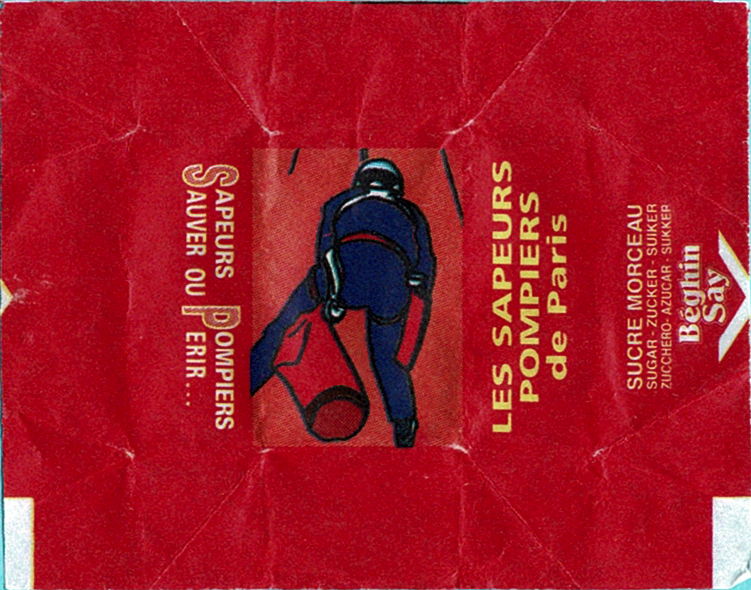 SAPEURS POMPIERS
SAUVER OU PERIR...
LES SAPEURS
POMPIERS
de Paris
SUCRE MORCEAU
SUGAR - ZUCKER - SUIKER
ZUCCHERO - AZUCAR - SUKKER
Béghin
Say